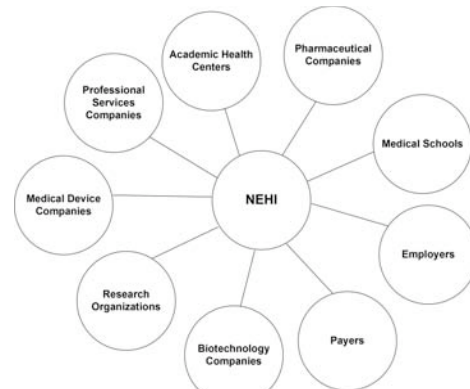 Academic Health
Centers
Pharmaceutical
Companies
Professional
Services
Companies
Medical Schools
NEHI
Medical Device
Companies
Employers
Research
Organizations
Payers
Biotechnology
Companies